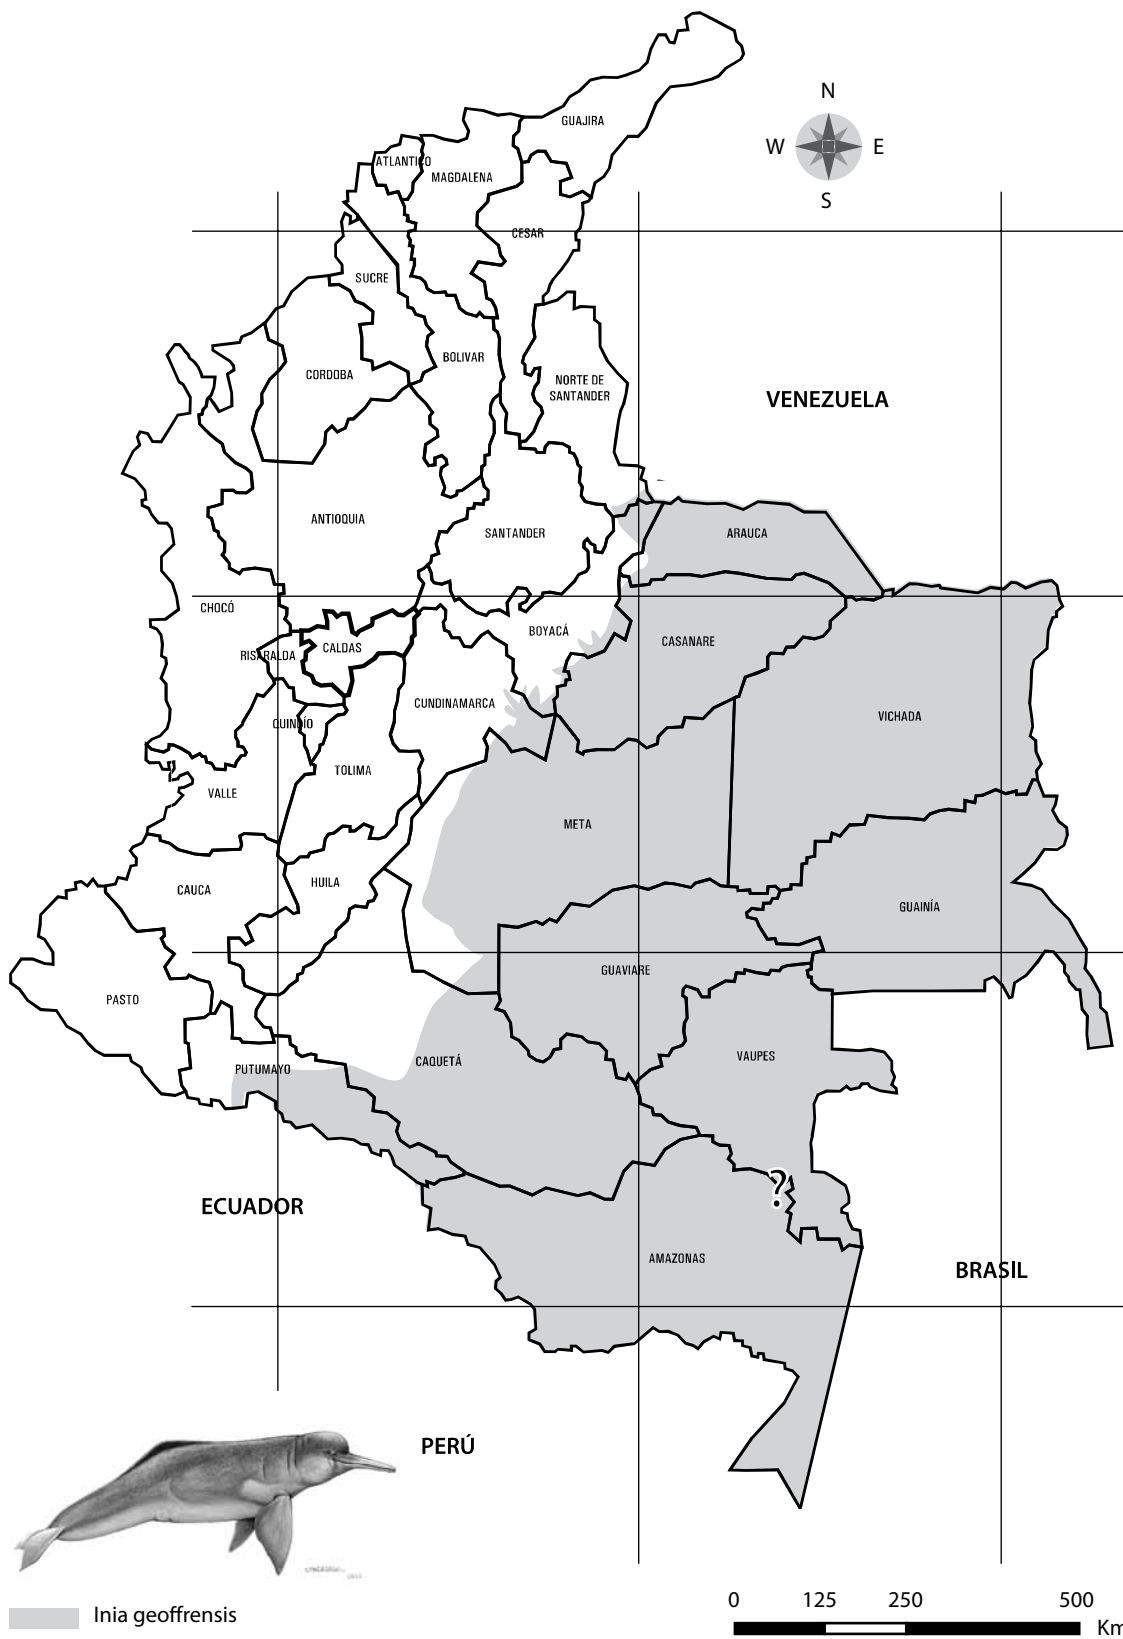 N
GUAJIRA
W
E
ATLANTICO
MAGDALENA
S
CESAR
SUCRE
BOLIVAR
CORDOBA
NORTE DE
SANTANDER
VENEZUELA
ANTIOQUIA
SANTANDER
ARAUCA
CHOCÓ
BOYACÁ
CASANARE
RISARALDA
CALDAS
CUNDINAMARCA
VICHADA
QUINDÍO
TOLIMA
VALLE
META
HUILA
CAUCA
GUAINÍA
GUAVIARE
PASTO
VAUPES
CAQUETÁ
PUTUMAYO
?
ECUADOR
AMAZONAS
BRASIL
PERÚ
Inia geoffrensis
0 125 250 500
Km